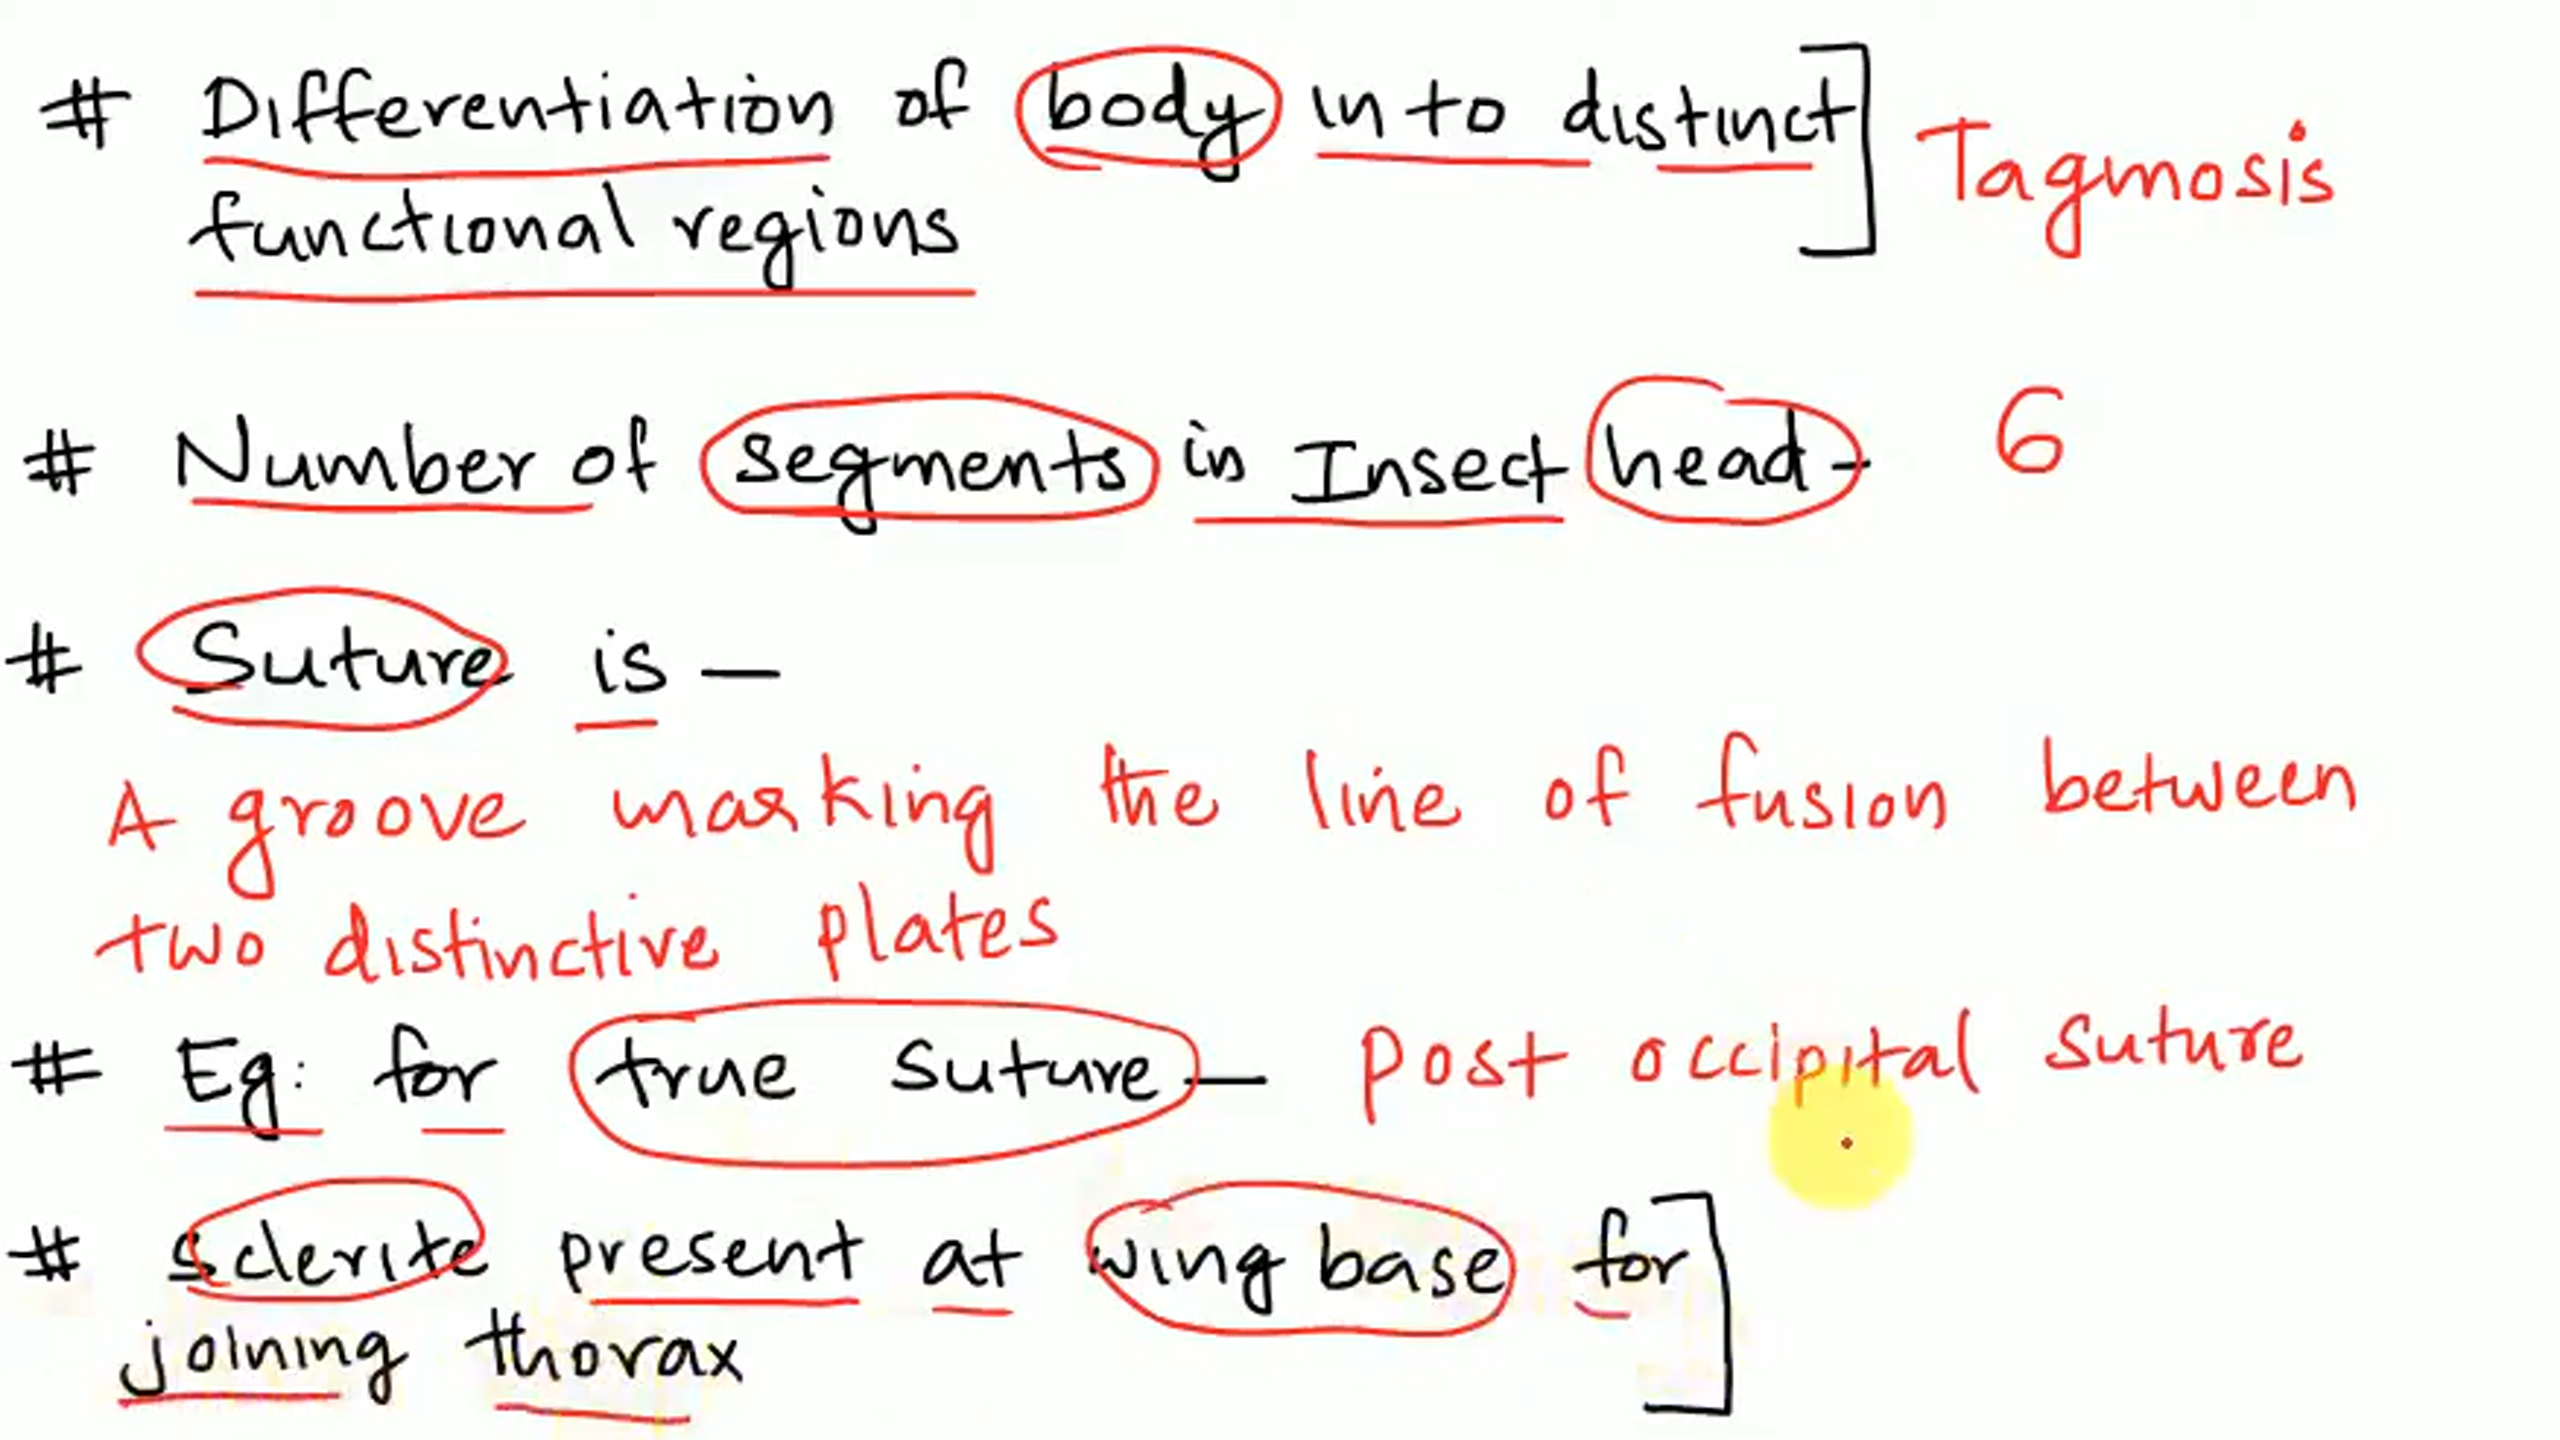 # Differentiation of body in to distinct] Tagmosis
functional regions
# Number of segments in Insect head - 6
# Suture is —
A groove marking the line of fusion between
two distinctive plates
# Eg: for true suture — post occipital suture
# sclerite present at wing base for]
joining thorax